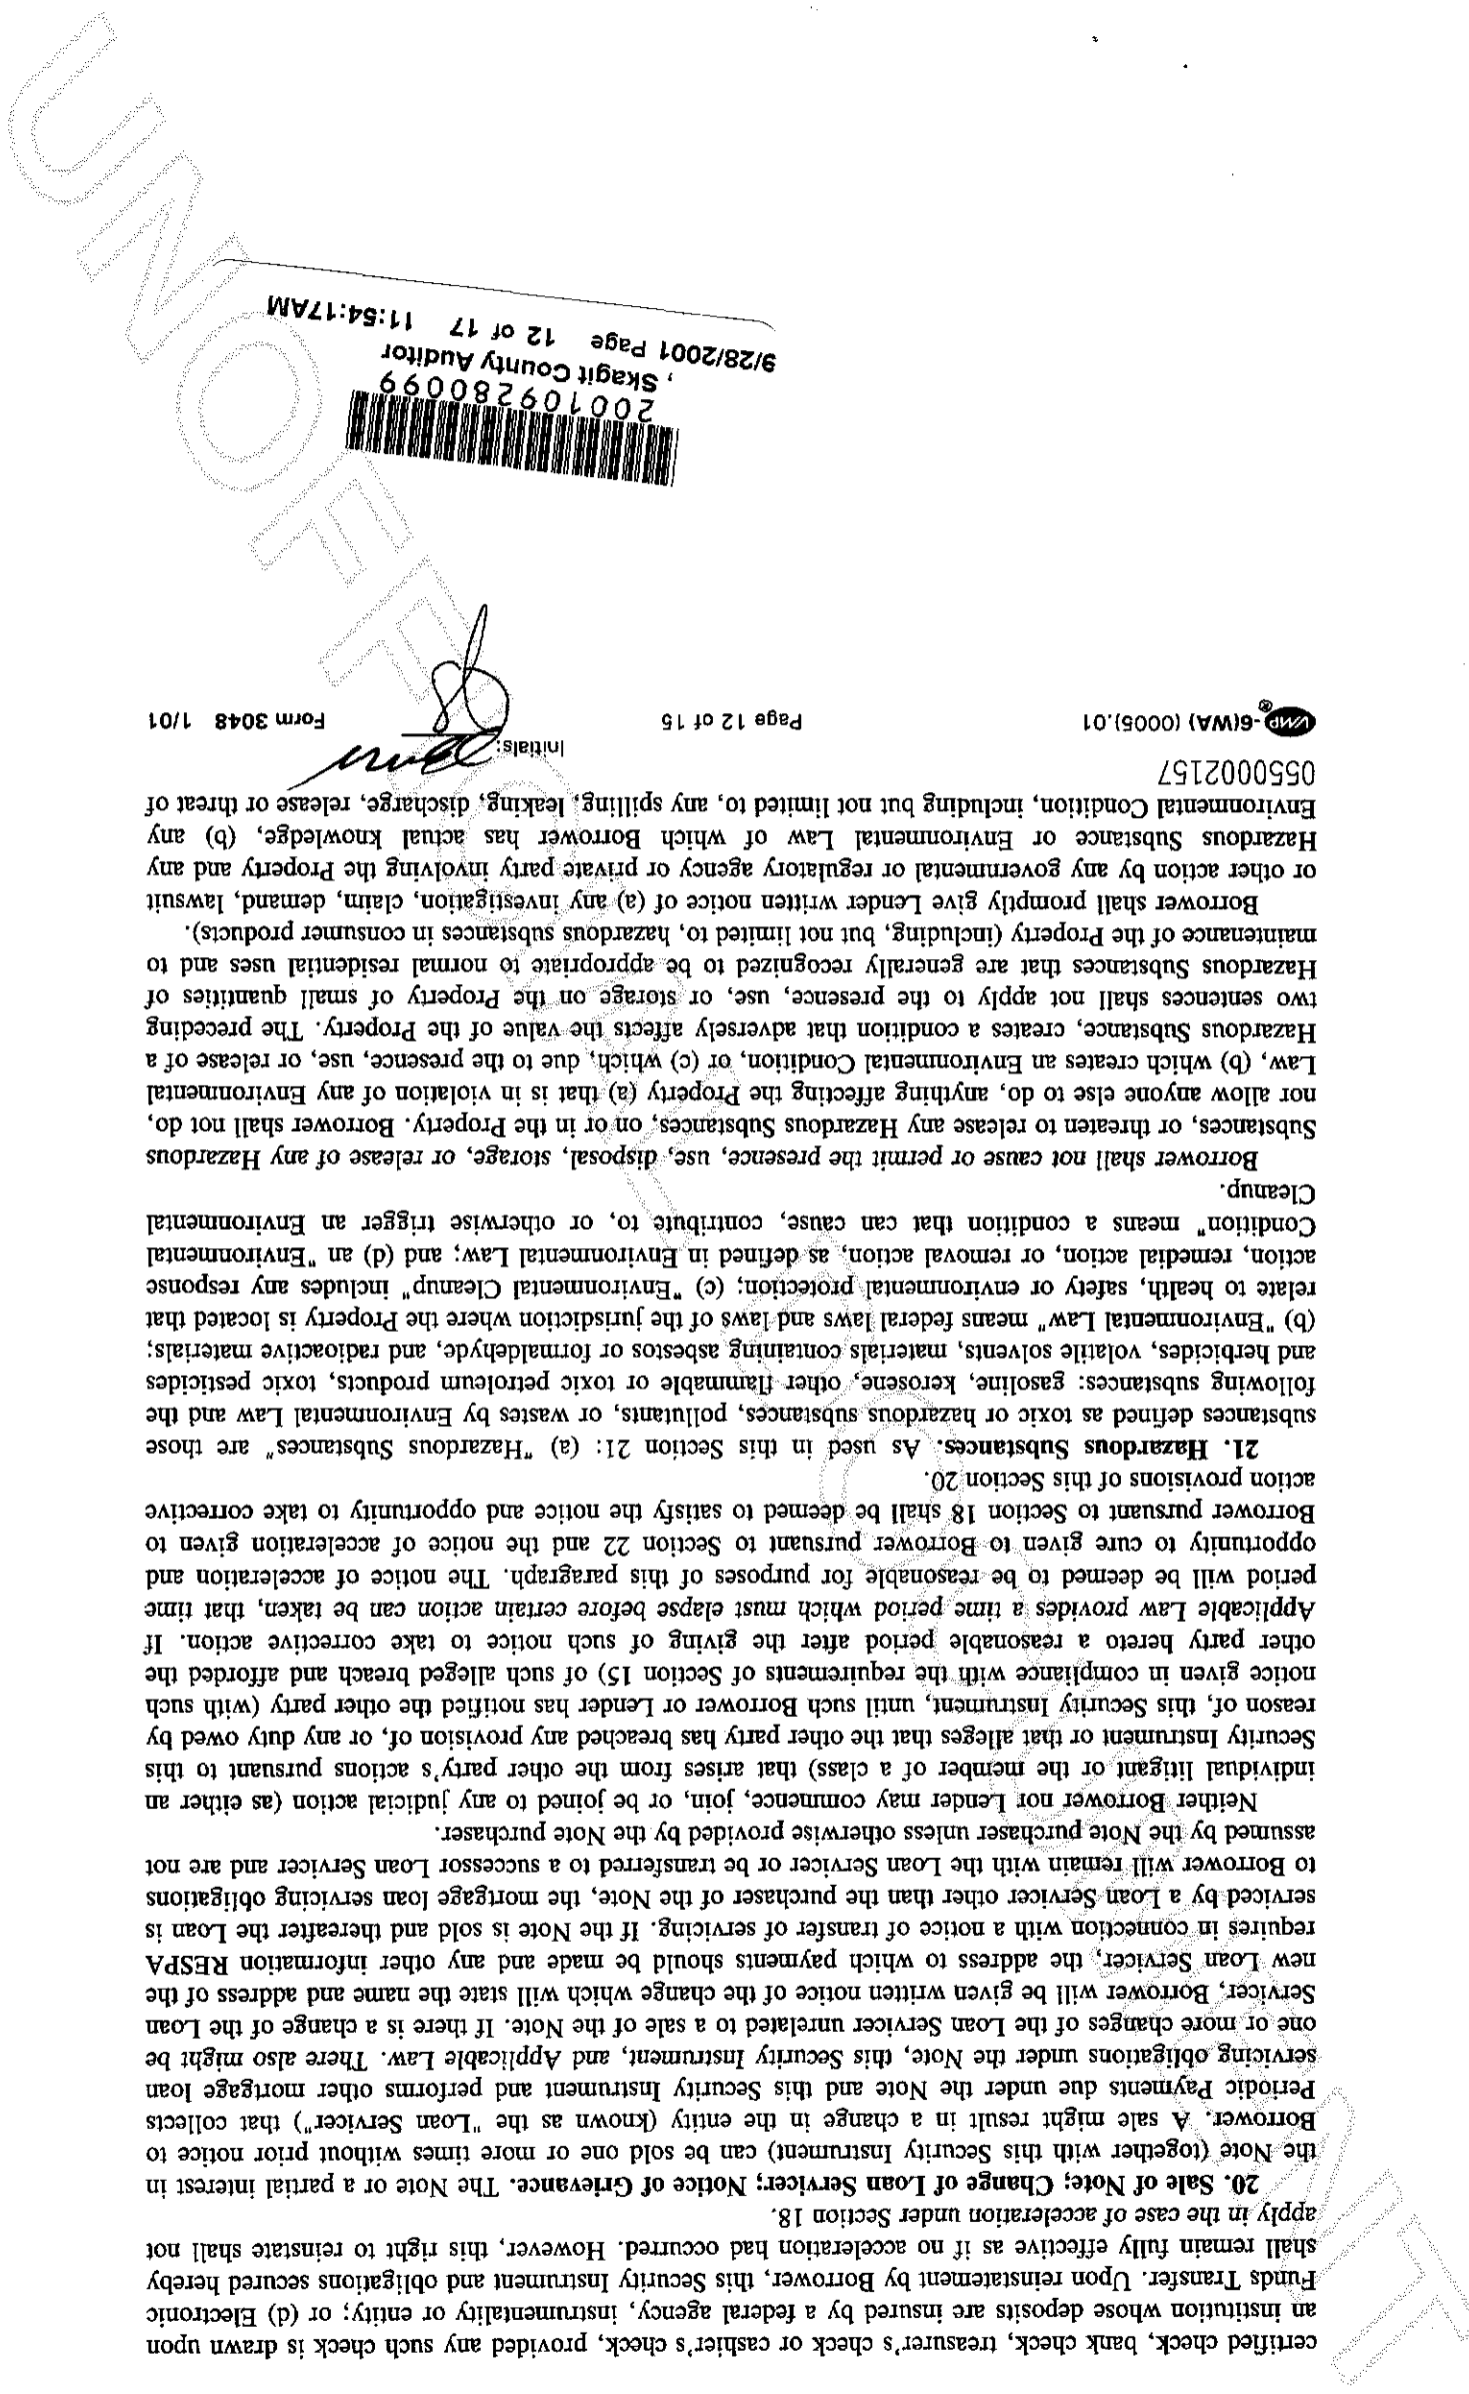 certified check, bank check, treasurer's check or cashier's check, provided any such check is drawn upon
an institution whose deposits are insured by a federal agency, instrumentality or entity; or (d) Electronic
Funds Transfer. Upon reinstatement by Borrower, this Security Instrument and obligations secured hereby
shall remain fully effective as if no acceleration had occurred. However, this right to reinstate shall not
apply in the case of acceleration under Section 18.
20. Sale of Note; Change of Loan Servicer; Notice of Grievance. The Note or a partial interest in
the Note (together with this Security Instrument) can be sold one or more times without prior notice to
Borrower. A sale might result in a change in the entity (known as the "Loan Servicer") that collects
Periodic Payments due under the Note and this Security Instrument and performs other mortgage loan
servicing obligations under the Note, this Security Instrument, and Applicable Law. There also might be
one or more changes of the Loan Servicer unrelated to a sale of the Note. If there is a change of the Loan
Servicer, Borrower will be given written notice of the change which will state the name and address of the
new Loan Servicer, the address to which payments should be made and any other information RESPA
requires in connection with a notice of transfer of servicing. If the Note is sold and thereafter the Loan is
serviced by a Loan Servicer other than the purchaser of the Note, the mortgage loan servicing obligations
to Borrower will remain with the Loan Servicer or be transferred to a successor Loan Servicer and are not
assumed by the Note purchaser unless otherwise provided by the Note purchaser.
Neither Borrower nor Lender may commence, join, or be joined to any judicial action (as either an
individual litigant or the member of a class) that arises from the other party's actions pursuant to this
Security Instrument or that alleges that the other party has breached any provision of, or any duty owed by
reason of, this Security Instrument, until such Borrower or Lender has notified the other party (with such
notice given in compliance with the requirements of Section 15) of such alleged breach and afforded the
other party hereto a reasonable period after the giving of such notice to take corrective action. If
Applicable Law provides a time period which must elapse before certain action can be taken, that time
period will be deemed to be reasonable for purposes of this paragraph. The notice of acceleration and
opportunity to cure given to Borrower pursuant to Section 22 and the notice of acceleration given to
Borrower pursuant to Section 18 shall be deemed to satisfy the notice and opportunity to take corrective
action provisions of this Section 20.
21. Hazardous Substances. As used in this Section 21: (a) "Hazardous Substances" are those
substances defined as toxic or hazardous substances, pollutants, or wastes by Environmental Law and the
following substances: gasoline, kerosene, other flammable or toxic petroleum products, toxic pesticides
and herbicides, volatile solvents, materials containing asbestos or formaldehyde, and radioactive materials;
(b) "Environmental Law" means federal laws and laws of the jurisdiction where the Property is located that
relate to health, safety or environmental protection; (c) "Environmental Cleanup" includes any response
action, remedial action, or removal action, as defined in Environmental Law; and (d) an "Environmental
Condition" means a condition that can cause, contribute to, or otherwise trigger an Environmental
Cleanup.
Borrower shall not cause or permit the presence, use, disposal, storage, or release of any Hazardous
Substances, or threaten to release any Hazardous Substances, on or in the Property. Borrower shall not do,
nor allow anyone else to do, anything affecting the Property (a) that is in violation of any Environmental
Law, (b) which creates an Environmental Condition, or (c) which, due to the presence, use, or release of a
Hazardous Substance, creates a condition that adversely affects the value of the Property. The preceding
two sentences shall not apply to the presence, use, or storage on the Property of small quantities of
Hazardous Substances that are generally recognized to be appropriate to normal residential uses and to
maintenance of the Property (including, but not limited to, hazardous substances in consumer products).
Borrower shall promptly give Lender written notice of (a) any investigation, claim, demand, lawsuit
or other action by any governmental or regulatory agency or private party involving the Property and any
Hazardous Substance or Environmental Law of which Borrower has actual knowledge, (b) any
Environmental Condition, including but not limited to, any spilling, leaking, discharge, release or threat of
0550002157
Initials:
VMP®-6(WA) (0005).01 Page 12 of 15 Form 3048 1/01
200109280099
, Skagit County Auditor
9/28/2001 Page 12 of 17 11:54:17AM
UNOFFICIAL DOCUMENT